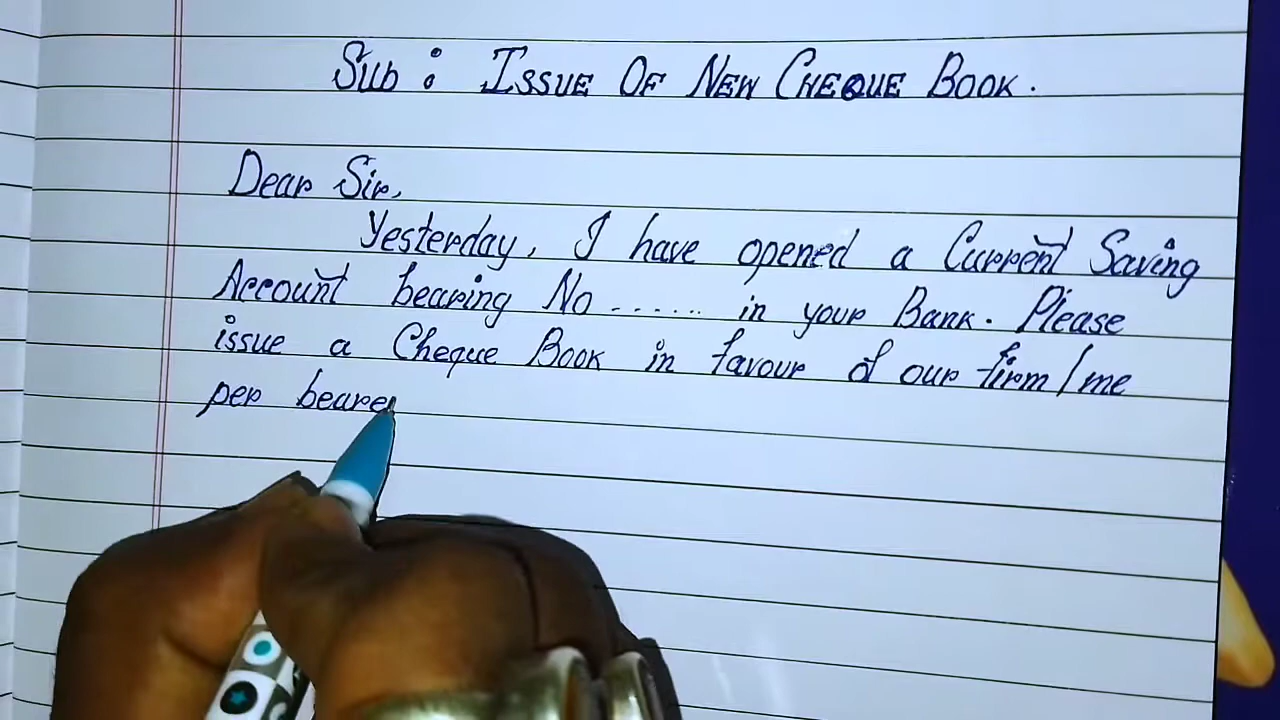 Sub : ISSUE OF NEW CHEQUE BOOK.
Dear Sir,
Yesterday, I have opened a Current Saving
Account bearing No ....... in your Bank. Please
issue a Cheque Book in favour of our firm/me
per beare